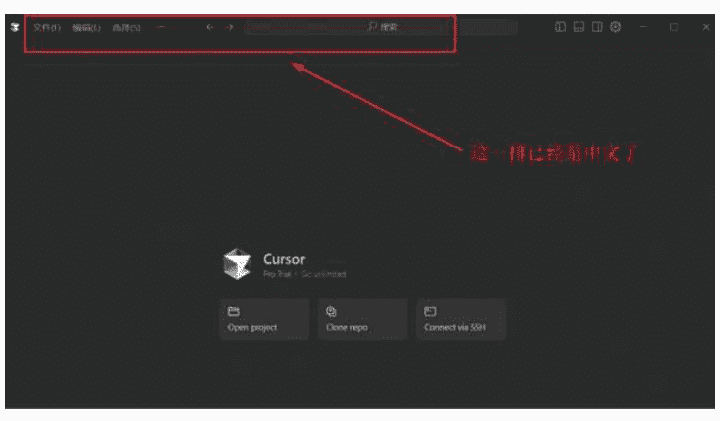 文件(F) 编辑(E) 选择(S) ··· 搜索
这一排已经是中文了
Cursor
Pro Trial · Go unlimited
Open project Clone repo Connect via SSH